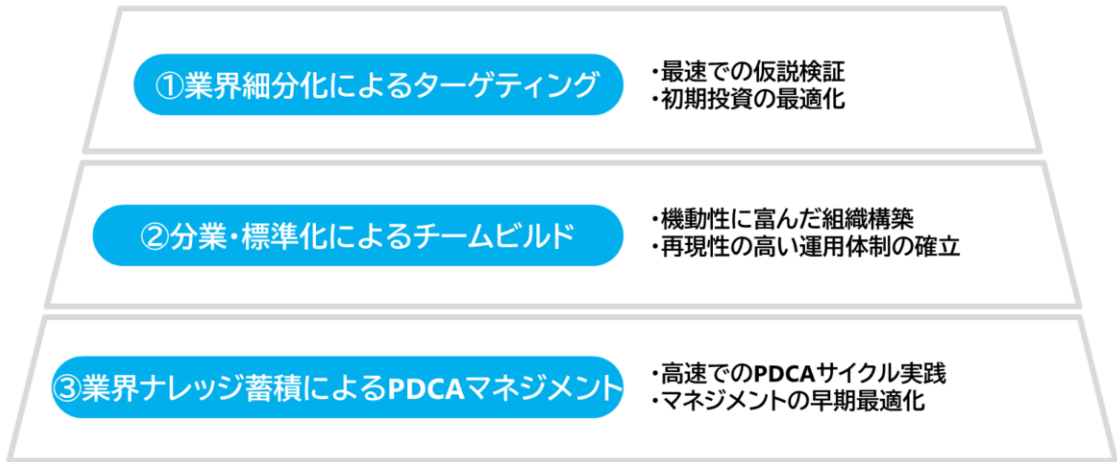 ①業界細分化によるターゲティング
・最速での仮説検証
・初期投資の最適化
②分業・標準化によるチームビルド
・機動性に富んだ組織構築
・再現性の高い運用体制の確立
③業界ナレッジ蓄積によるPDCAマネジメント
・高速でのPDCAサイクル実践
・マネジメントの早期最適化